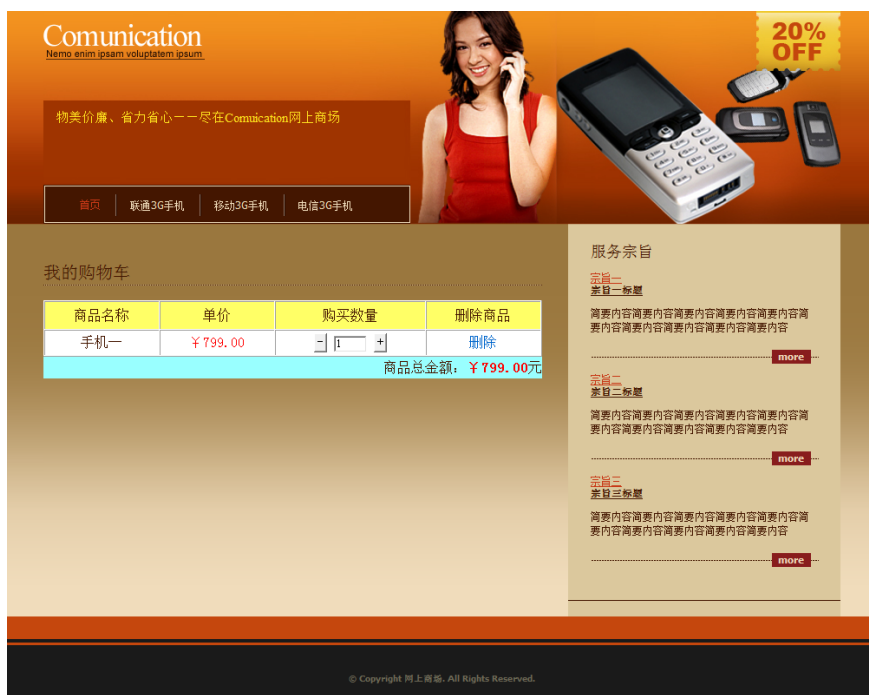 Comunication
Nemo enim ipsam voluptatem ipsum
20%
OFF
物美价廉、省力省心－－尽在Comuication网上商场
首页 联通3G手机 移动3G手机 电信3G手机
我的购物车
商品名称 单价 购买数量 删除商品
手机一 ￥799.00 - 1 + 删除
商品总金额：￥799.00元
服务宗旨
宗旨一
宗旨一标题
简要内容简要内容简要内容简要内容简要内容简
要内容简要内容简要内容简要内容简要内容
more
宗旨二
宗旨二标题
简要内容简要内容简要内容简要内容简要内容简
要内容简要内容简要内容简要内容简要内容
more
宗旨三
宗旨三标题
简要内容简要内容简要内容简要内容简要内容简
要内容简要内容简要内容简要内容简要内容
more
© Copyright 网上商场. All Rights Reserved.